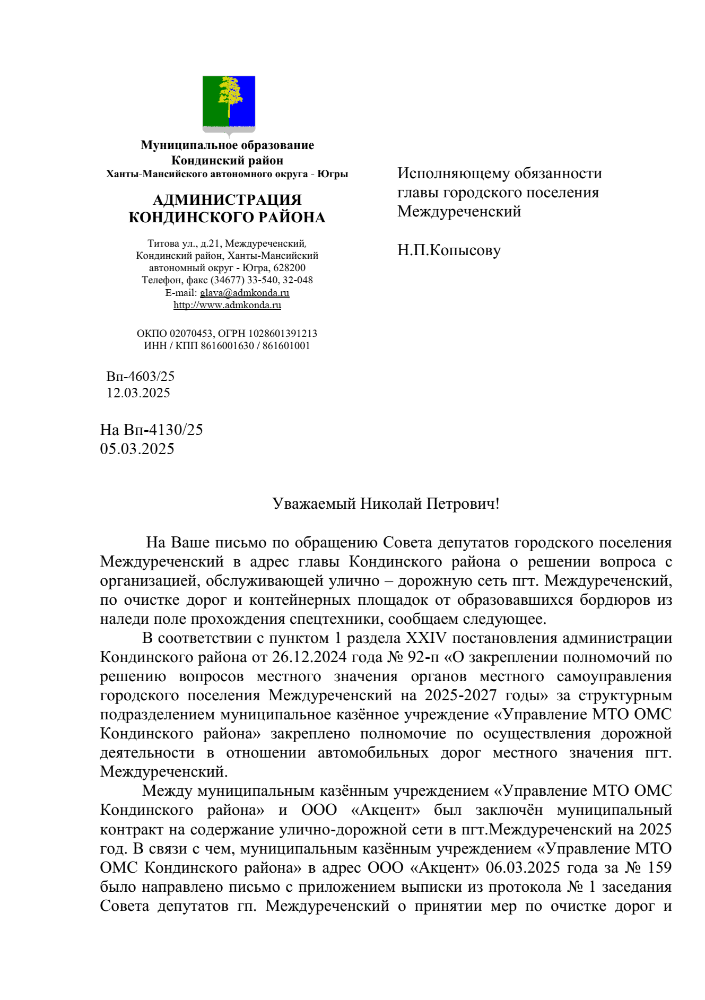 Муниципальное образование
Кондинский район
Ханты-Мансийского автономного округа - Югры
АДМИНИСТРАЦИЯ
КОНДИНСКОГО РАЙОНА
Титова ул., д.21, Междуреченский,
Кондинский район, Ханты-Мансийский
автономный округ - Югра, 628200
Телефон, факс (34677) 33-540, 32-048
E-mail: glava@admkonda.ru
http://www.admkonda.ru
ОКПО 02070453, ОГРН 1028601391213
ИНН / КПП 8616001630 / 861601001
Исполняющему обязанности
главы городского поселения
Междуреченский
Н.П.Копысову
Вп-4603/25
12.03.2025
На Вп-4130/25
05.03.2025
Уважаемый Николай Петрович!
На Ваше письмо по обращению Совета депутатов городского поселения
Междуреченский в адрес главы Кондинского района о решении вопроса с
организацией, обслуживающей улично – дорожную сеть пгт. Междуреченский,
по очистке дорог и контейнерных площадок от образовавшихся бордюров из
наледи поле прохождения спецтехники, сообщаем следующее.
В соответствии с пунктом 1 раздела XXIV постановления администрации
Кондинского района от 26.12.2024 года № 92-п «О закреплении полномочий по
решению вопросов местного значения органов местного самоуправления
городского поселения Междуреченский на 2025-2027 годы» за структурным
подразделением муниципальное казённое учреждение «Управление МТО ОМС
Кондинского района» закреплено полномочие по осуществления дорожной
деятельности в отношении автомобильных дорог местного значения пгт.
Междуреченский.
Между муниципальным казённым учреждением «Управление МТО ОМС
Кондинского района» и ООО «Акцент» был заключён муниципальный
контракт на содержание улично-дорожной сети в пгт.Междуреченский на 2025
год. В связи с чем, муниципальным казённым учреждением «Управление МТО
ОМС Кондинского района» в адрес ООО «Акцент» 06.03.2025 года за № 159
было направлено письмо с приложением выписки из протокола № 1 заседания
Совета депутатов гп. Междуреченский о принятии мер по очистке дорог и